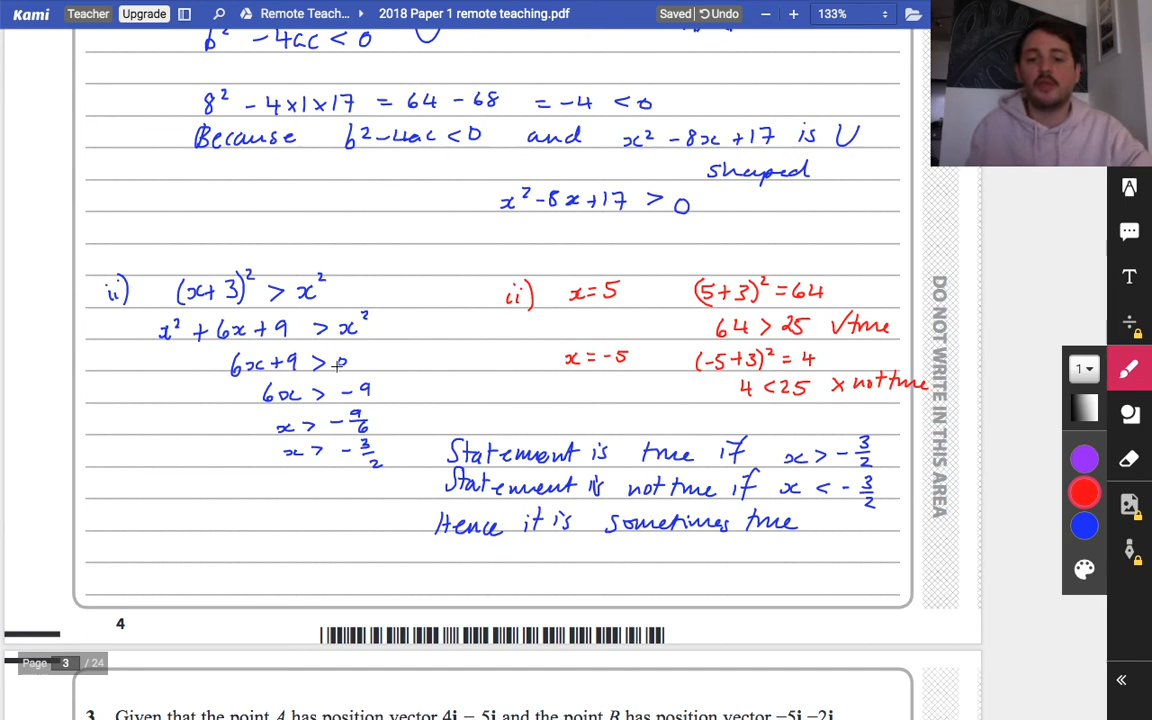 Kami Teacher Upgrade Remote Teach... 2018 Paper 1 remote teaching.pdf Saved Undo 133%
b² - 4ac < 0 U
8² - 4×1×17 = 64 - 68 = -4 < 0
Because b²-4ac < 0 and x² - 8x + 17 is U
shaped
x² - 8x + 17 > 0
ii) (x+3)² > x²
x² + 6x + 9 > x²
6x + 9 > 0
6x > -9
x > -9/6
x > -3/2
ii) x = 5 (5+3)² = 64
64 > 25 ✓ true
x = -5 (-5+3)² = 4
4 < 25 × not true
Statement is true if x > -3/2
Statement is not true if x < -3/2
Hence it is sometimes true
DO NOT WRITE IN THIS AREA
1
T
4
Page 3 / 24
3 Given that the point A has position vector 4i - 5j and the point B has position vector -5i -2j